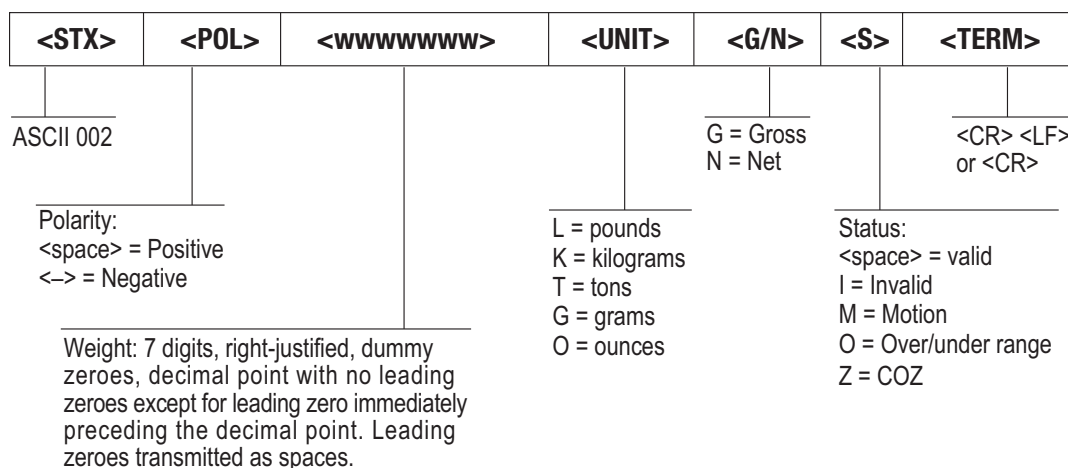 <STX> <POL> <wwwwwww> <UNIT> <G/N> <S> <TERM>
ASCII 002
G = Gross
N = Net
<CR> <LF>
or <CR>
Polarity:
<space> = Positive
<–> = Negative
L = pounds
K = kilograms
T = tons
G = grams
O = ounces
Status:
<space> = valid
I = Invalid
M = Motion
O = Over/under range
Z = COZ
Weight: 7 digits, right-justified, dummy
zeroes, decimal point with no leading
zeroes except for leading zero immediately
preceding the decimal point. Leading
zeroes transmitted as spaces.